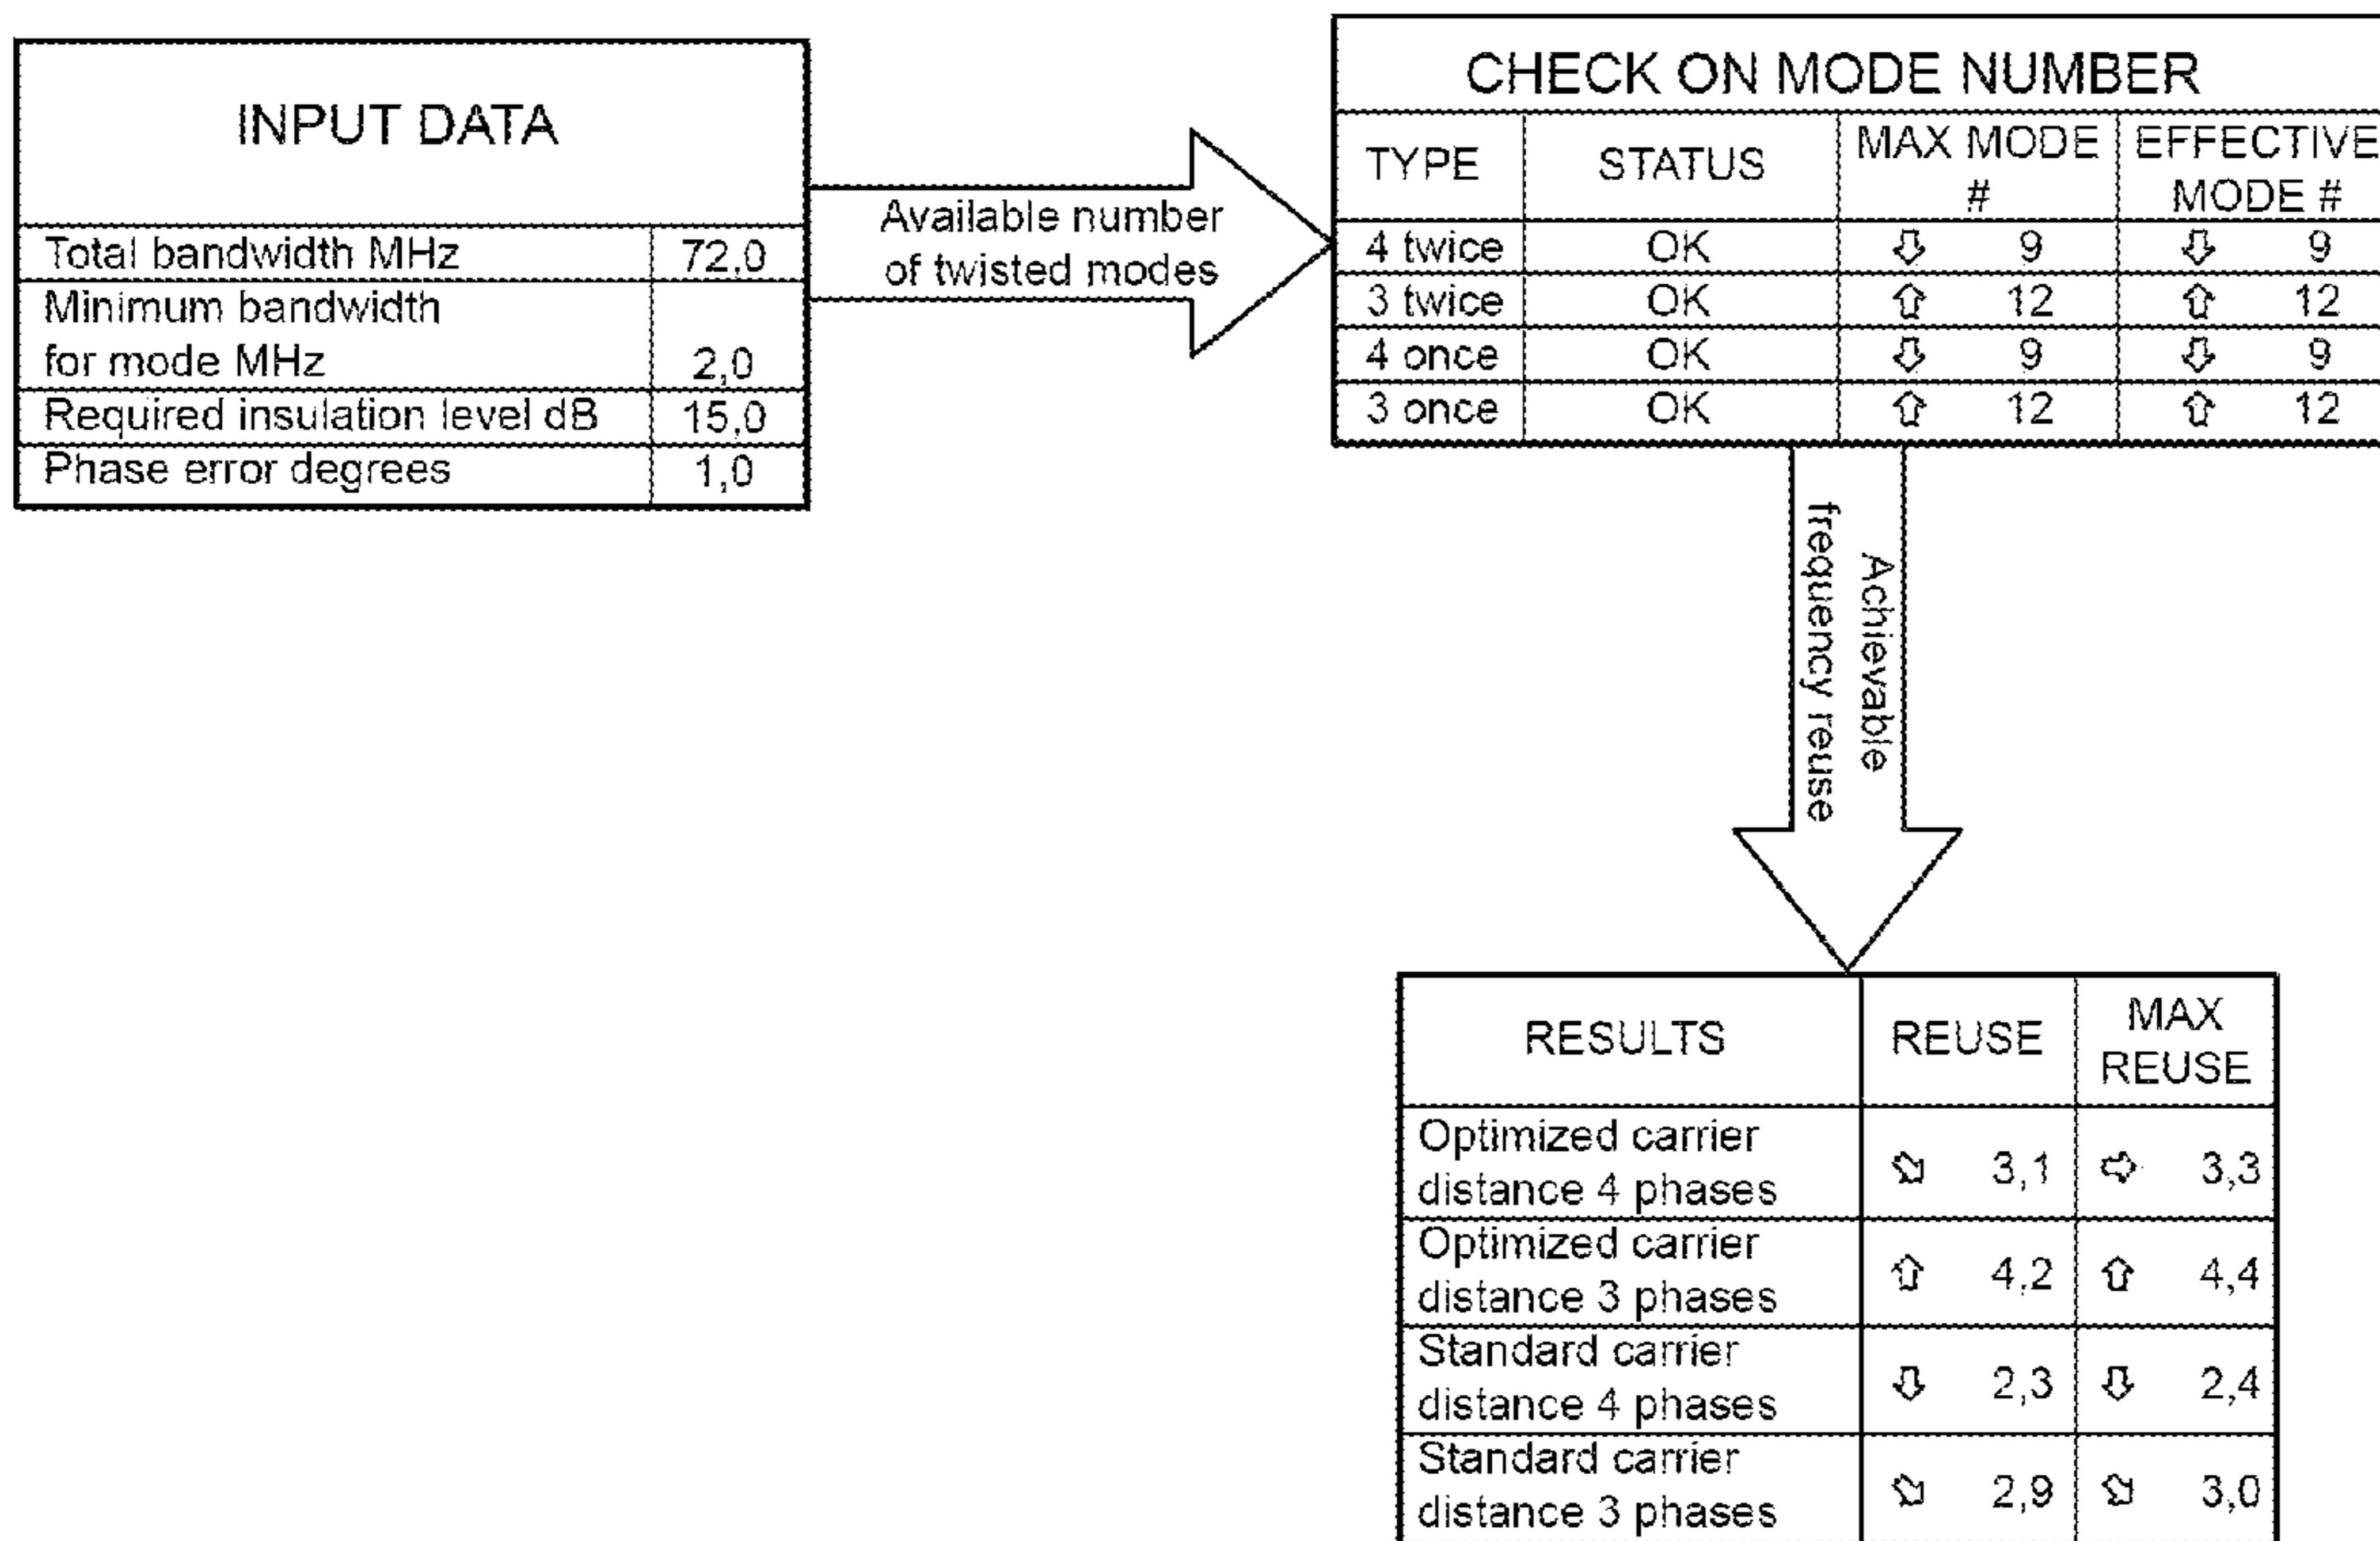 INPUT DATA
Total bandwidth MHz 72,0
Minimum bandwidth
for mode MHz 2,0
Required insulation level dB 15,0
Phase error degrees 1,0
Available number
of twisted modes
CHECK ON MODE NUMBER
TYPE STATUS MAX MODE # EFFECTIVE MODE #
4 twice OK ⇩ 9 ⇩ 9
3 twice OK ⇧ 12 ⇧ 12
4 once OK ⇩ 9 ⇩ 9
3 once OK ⇧ 12 ⇧ 12
Achievable
frequency reuse
RESULTS REUSE MAX REUSE
Optimized carrier
distance 4 phases 3,1 3,3
Optimized carrier
distance 3 phases 4,2 4,4
Standard carrier
distance 4 phases 2,3 2,4
Standard carrier
distance 3 phases 2,9 3,0